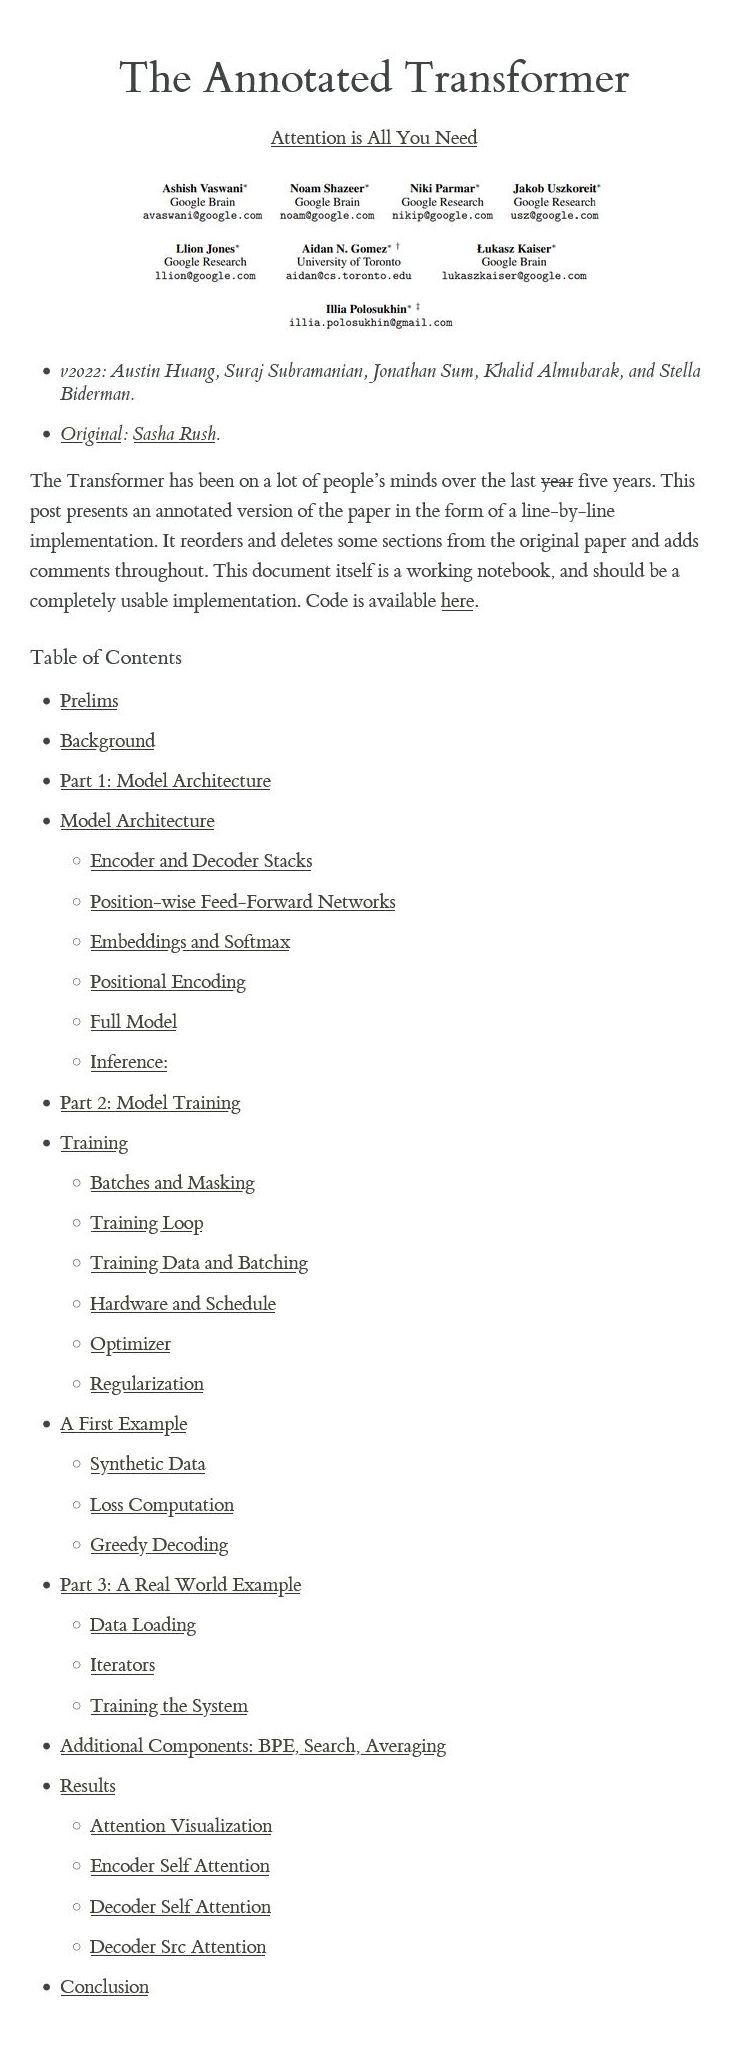 The Annotated Transformer
Attention is All You Need
Ashish Vaswani* Noam Shazeer* Niki Parmar* Jakob Uszkoreit*
Google Brain Google Brain Google Research Google Research
avaswani@google.com noam@google.com nikip@google.com usz@google.com
Llion Jones* Aidan N. Gomez* † Łukasz Kaiser*
Google Research University of Toronto Google Brain
llion@google.com aidan@cs.toronto.edu lukaszkaiser@google.com
Illia Polosukhin* ‡
illia.polosukhin@gmail.com
• v2022: Austin Huang, Suraj Subramanian, Jonathan Sum, Khalid Almubarak, and Stella
Biderman.
• Original: Sasha Rush.
The Transformer has been on a lot of people’s minds over the last year five years. This
post presents an annotated version of the paper in the form of a line-by-line
implementation. It reorders and deletes some sections from the original paper and adds
comments throughout. This document itself is a working notebook, and should be a
completely usable implementation. Code is available here.
Table of Contents
• Prelims
• Background
• Part 1: Model Architecture
• Model Architecture
○ Encoder and Decoder Stacks
○ Position-wise Feed-Forward Networks
○ Embeddings and Softmax
○ Positional Encoding
○ Full Model
○ Inference:
• Part 2: Model Training
• Training
○ Batches and Masking
○ Training Loop
○ Training Data and Batching
○ Hardware and Schedule
○ Optimizer
○ Regularization
• A First Example
○ Synthetic Data
○ Loss Computation
○ Greedy Decoding
• Part 3: A Real World Example
○ Data Loading
○ Iterators
○ Training the System
• Additional Components: BPE, Search, Averaging
• Results
○ Attention Visualization
○ Encoder Self Attention
○ Decoder Self Attention
○ Decoder Src Attention
• Conclusion